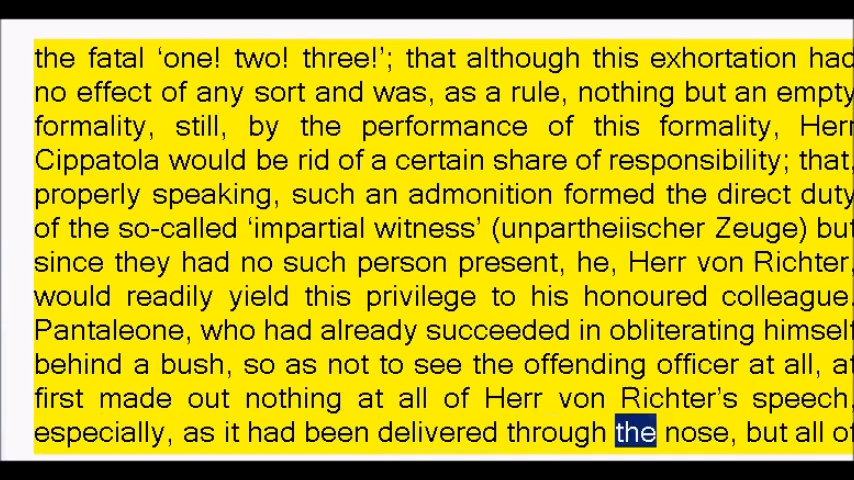 the fatal ‘one! two! three!’; that although this exhortation had
no effect of any sort and was, as a rule, nothing but an empty
formality, still, by the performance of this formality, Herr
Cippatola would be rid of a certain share of responsibility; that,
properly speaking, such an admonition formed the direct duty
of the so-called ‘impartial witness’ (unpartheiischer Zeuge) but
since they had no such person present, he, Herr von Richter,
would readily yield this privilege to his honoured colleague.
Pantaleone, who had already succeeded in obliterating himself
behind a bush, so as not to see the offending officer at all, at
first made out nothing at all of Herr von Richter’s speech,
especially, as it had been delivered through the nose, but all of